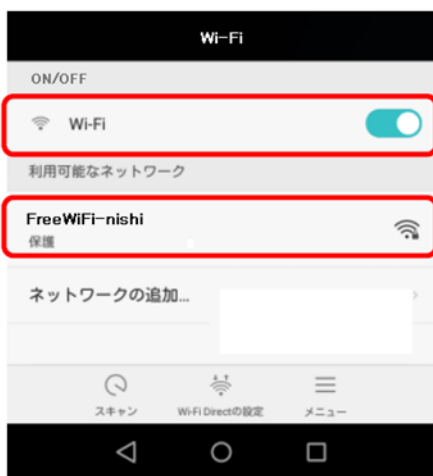 Wi-Fi
ON/OFF
Wi-Fi
利用可能なネットワーク
FreeWiFi-nishi
保護
ネットワークの追加...
スキャン
Wi-Fi Directの設定
メニュー